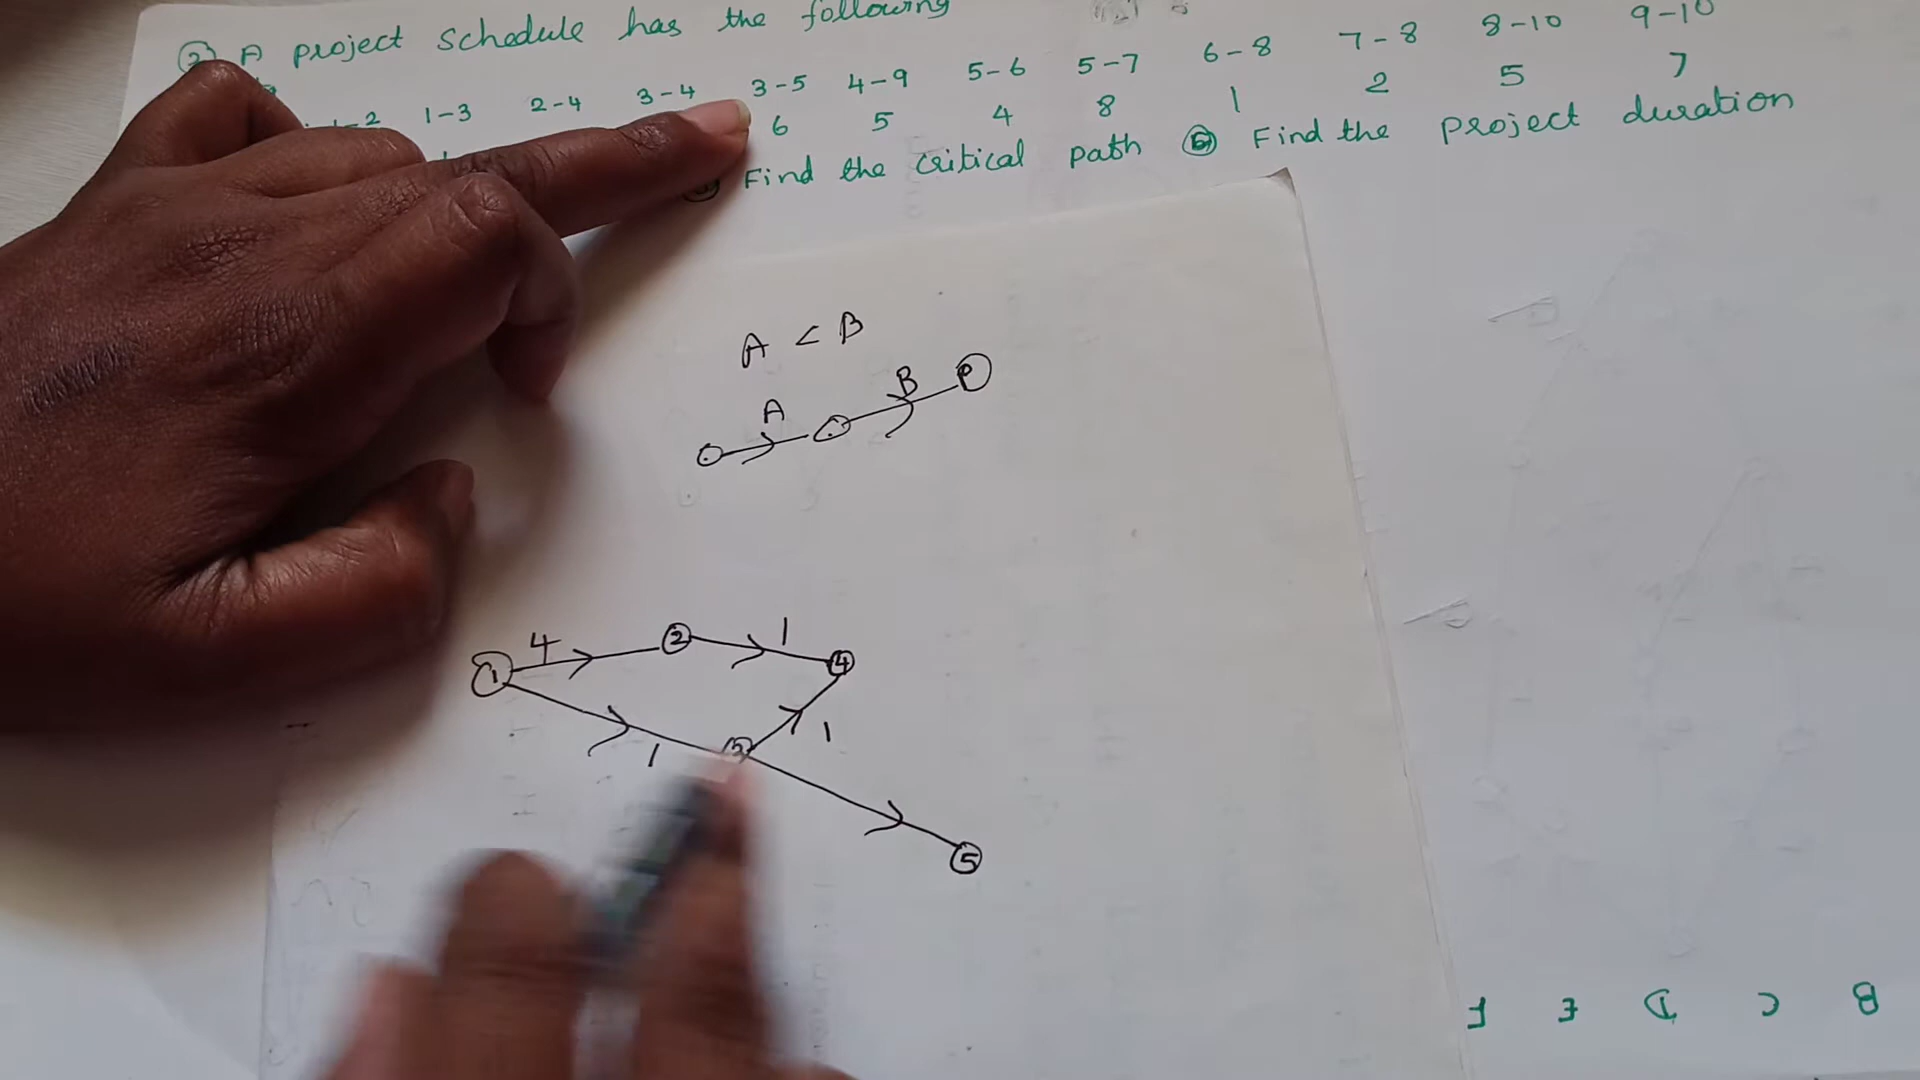 ② A project schedule has the following
1-2 1-3 2-4 3-4 3-5 4-9 5-6 5-7 6-8 7-8 8-10 9-10
6 5 4 8 1 2 5 7
Find the critical path ⓑ Find the project duration
A < B
A B
4 1
1 2 4
1 1
3
5
B C D E F